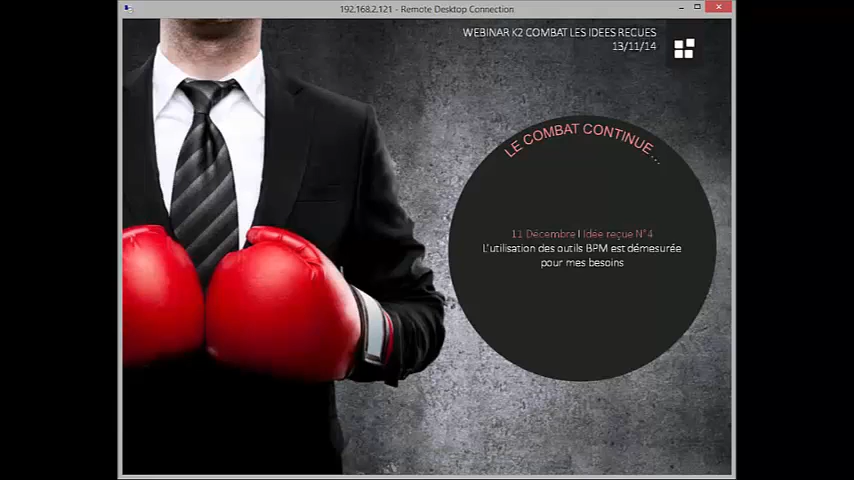 192.168.2.121 - Remote Desktop Connection
WEBINAR K2 COMBAT LES IDEES RECUES
13/11/14
LE COMBAT CONTINUE...
11 Décembre I Idée reçue N°4
L'utilisation des outils BPM est démesurée
pour mes besoins